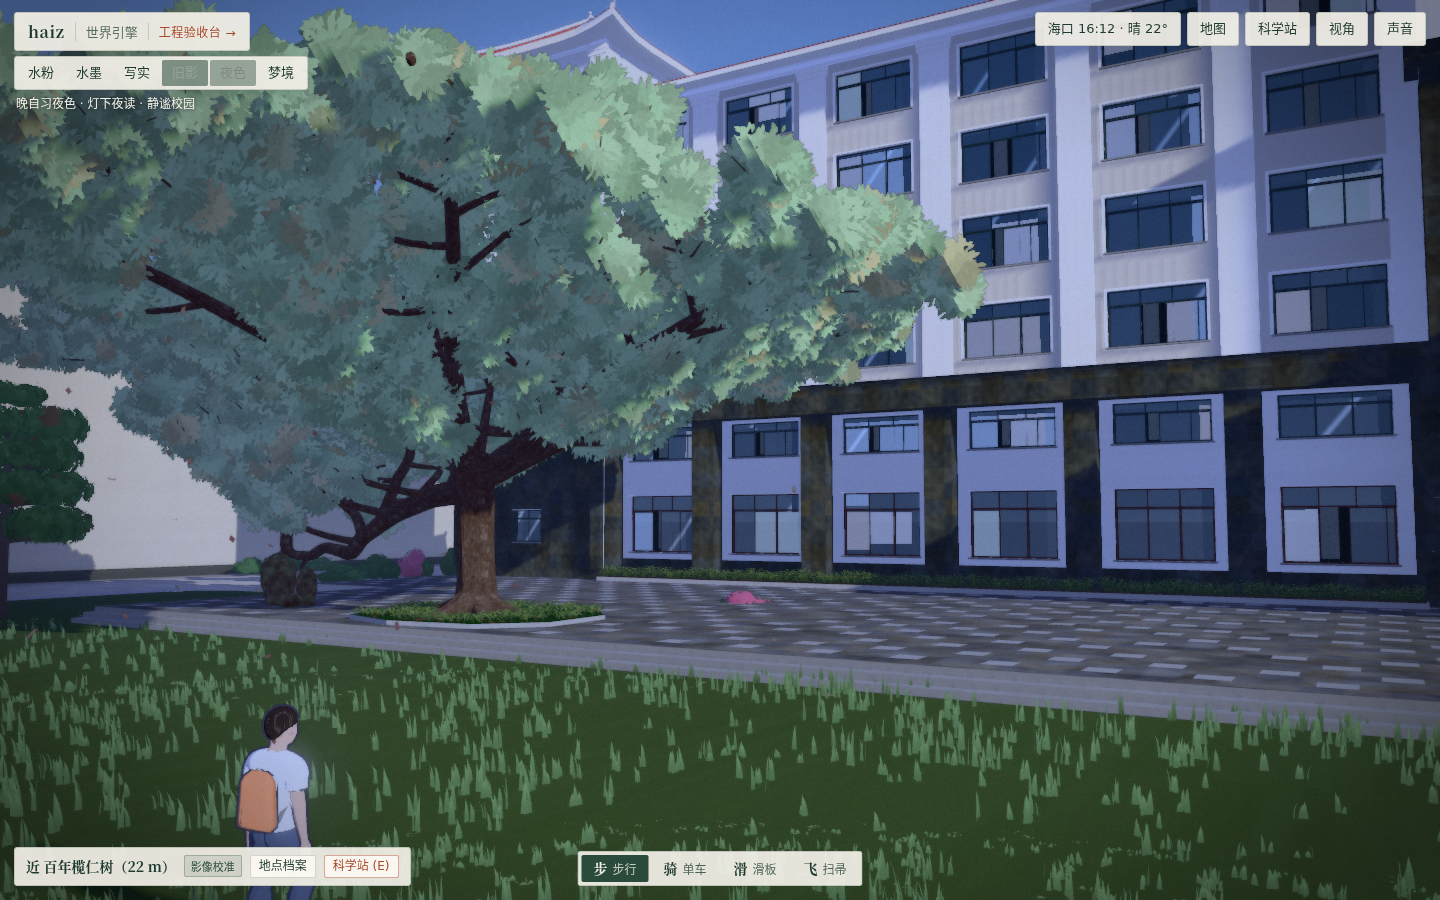 haiz 世界引擎 工程验收台 →
水粉 水墨 写实 旧影 夜色 梦境
晚自习夜色 · 灯下夜读 · 静谧校园
海口 16:12 · 晴 22° 地图 科学站 视角 声音
近 百年榄仁树（22 m） 影像校准 地点档案 科学站 (E)
步 步行 骑 单车 滑 滑板 飞 扫帚